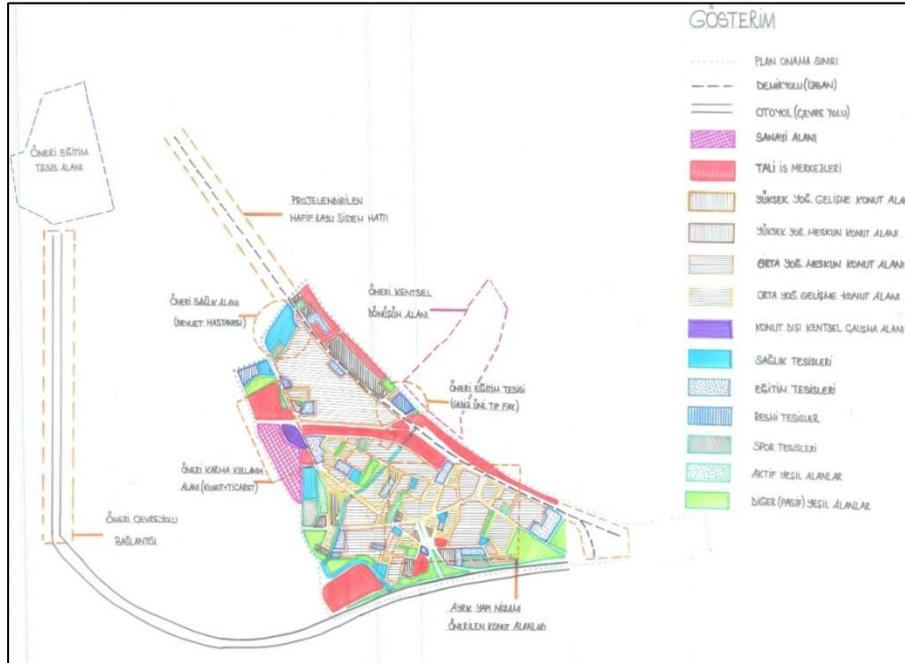 GÖSTERİM
PLAN ONAMA SINIRI
DEMİRYOLU (İZBAN)
OTOYOL (ÇEVRE YOLU)
SANAYİ ALANI
TALİ İŞ MERKEZLERİ
YÜKSEK YOĞ. GELİŞME KONUT ALA
YÜKSEK YOĞ. MESKUN KONUT ALANI
ORTA YOĞ. MESKUN KONUT ALANI
ORTA YOĞ. GELİŞME KONUT ALANI
KONUT DIŞI KENTSEL ÇALIŞMA ALANI
SAĞLIK TESİSLERİ
EĞİTİM TESİSLERİ
RESMİ TESİSLER
SPOR TESİSLERİ
AKTİF YEŞİL ALANLAR
DİĞER (PASİF) YEŞİL ALANLAR
ÖNERİ EĞİTİM
TESİS ALANI
PROJELENDİRİLEN
HAFİF RAYLI SİSTEM HATTI
ÖNERİ SAĞLIK ALANI
(DEVLET HASTANESİ)
ÖNERİ KENTSEL
DÖNÜŞÜM ALANI
ÖNERİ EĞİTİM TESİSİ
ÜNİ. TIP FAK.)
ÖNERİ KARMA KULLANIM
ALANI (KONUT+TİCARET)
ÖNERİ ÇEVREYOLU
BAĞLANTISI
AYRIK YAPI NİZAMI
ÖNERİLEN KONUT ALANLARI